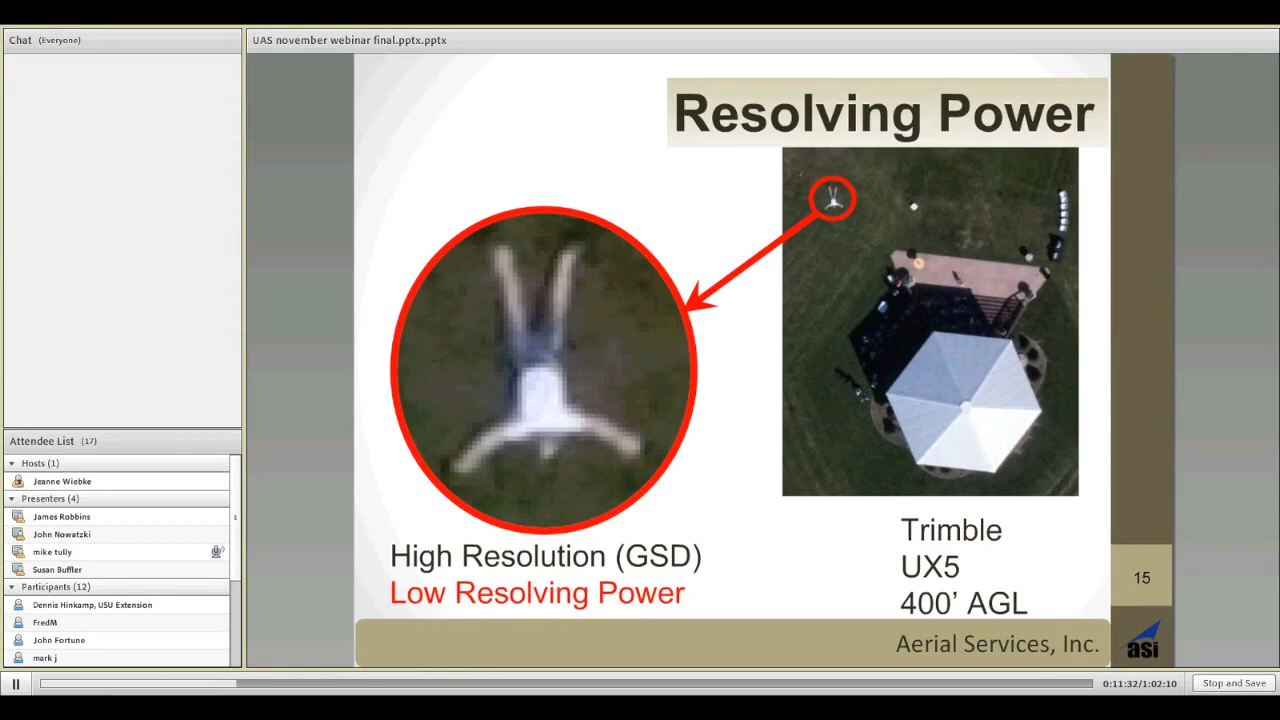 Chat (Everyone)
UAS november webinar final.pptx.pptx
Resolving Power
High Resolution (GSD)
Low Resolving Power
Trimble
UX5
400' AGL
15
Aerial Services, Inc.
asi
Attendee List (17)
Hosts (1)
Jeanne Wiebke
Presenters (4)
James Robbins
John Nowatzki
mike tully
Susan Buffler
Participants (12)
Dennis Hinkamp, USU Extension
FredM
John Fortune
mark j
0:11:32/1:02:10
Stop and Save